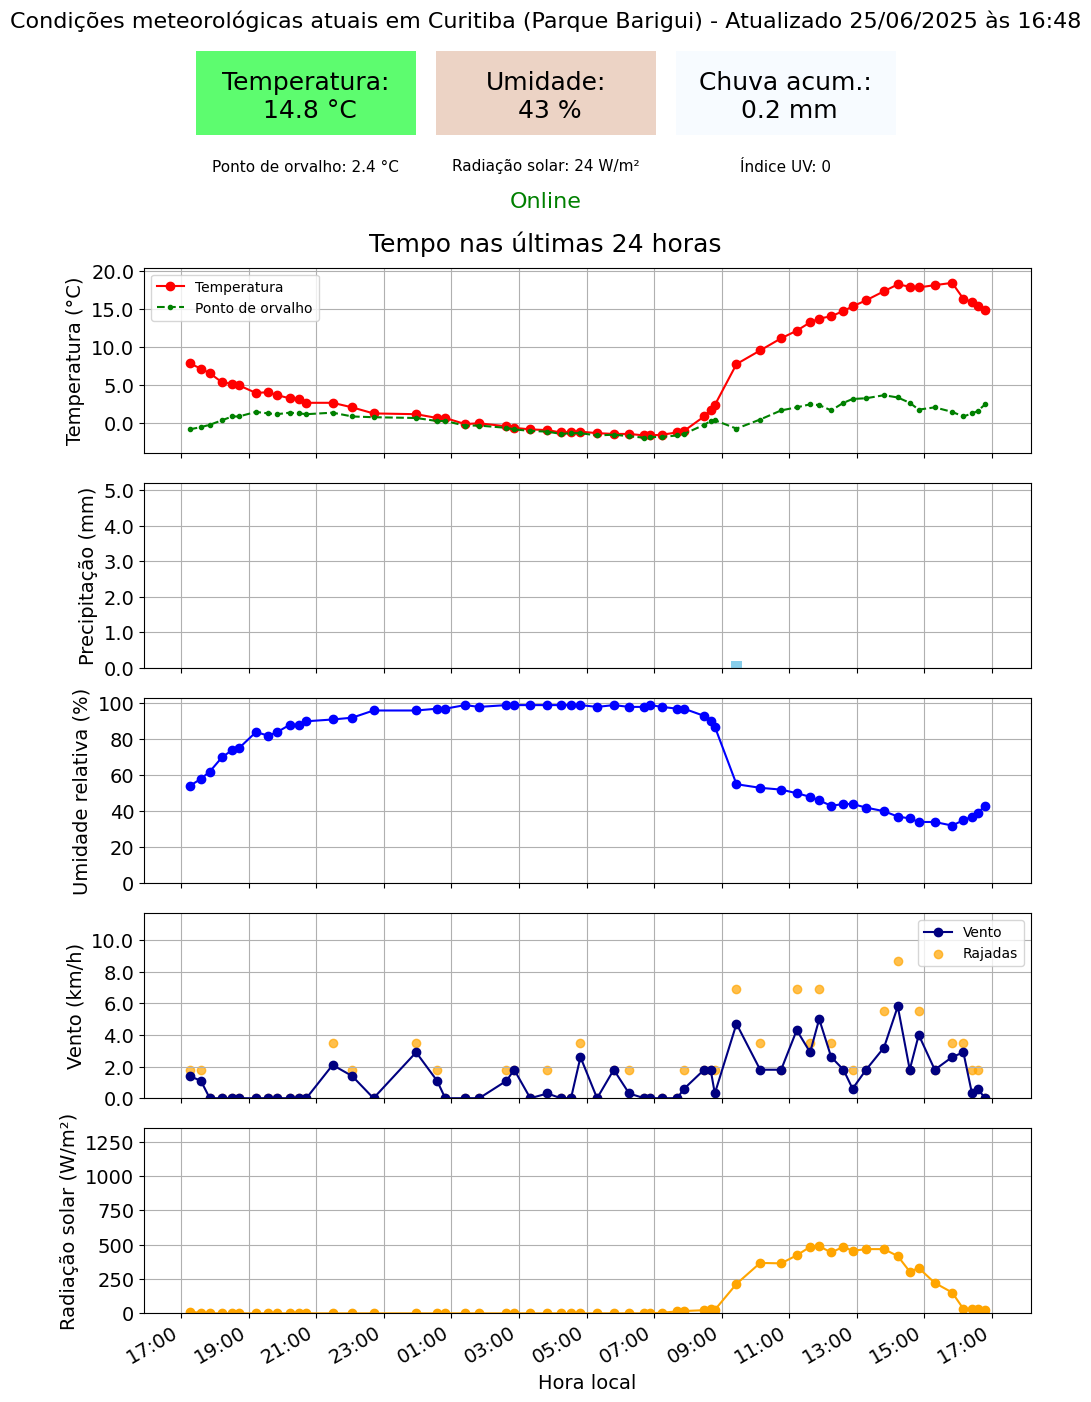 Condições meteorológicas atuais em Curitiba (Parque Barigui) - Atualizado 25/06/2025 às 16:48
Temperatura:
14.8 °C
Umidade:
43 %
Chuva acum.:
0.2 mm
Ponto de orvalho: 2.4 °C
Radiação solar: 24 W/m²
Índice UV: 0
Online
Tempo nas últimas 24 horas
Temperatura (°C)
20.0
15.0
10.0
5.0
0.0
Temperatura
Ponto de orvalho
Precipitação (mm)
5.0
4.0
3.0
2.0
1.0
0.0
Umidade relativa (%)
100
80
60
40
20
0
Vento (km/h)
10.0
8.0
6.0
4.0
2.0
0.0
Vento
Rajadas
Radiação solar (W/m²)
1250
1000
750
500
250
0
17:00
19:00
21:00
23:00
01:00
03:00
05:00
07:00
09:00
11:00
13:00
15:00
17:00
Hora local